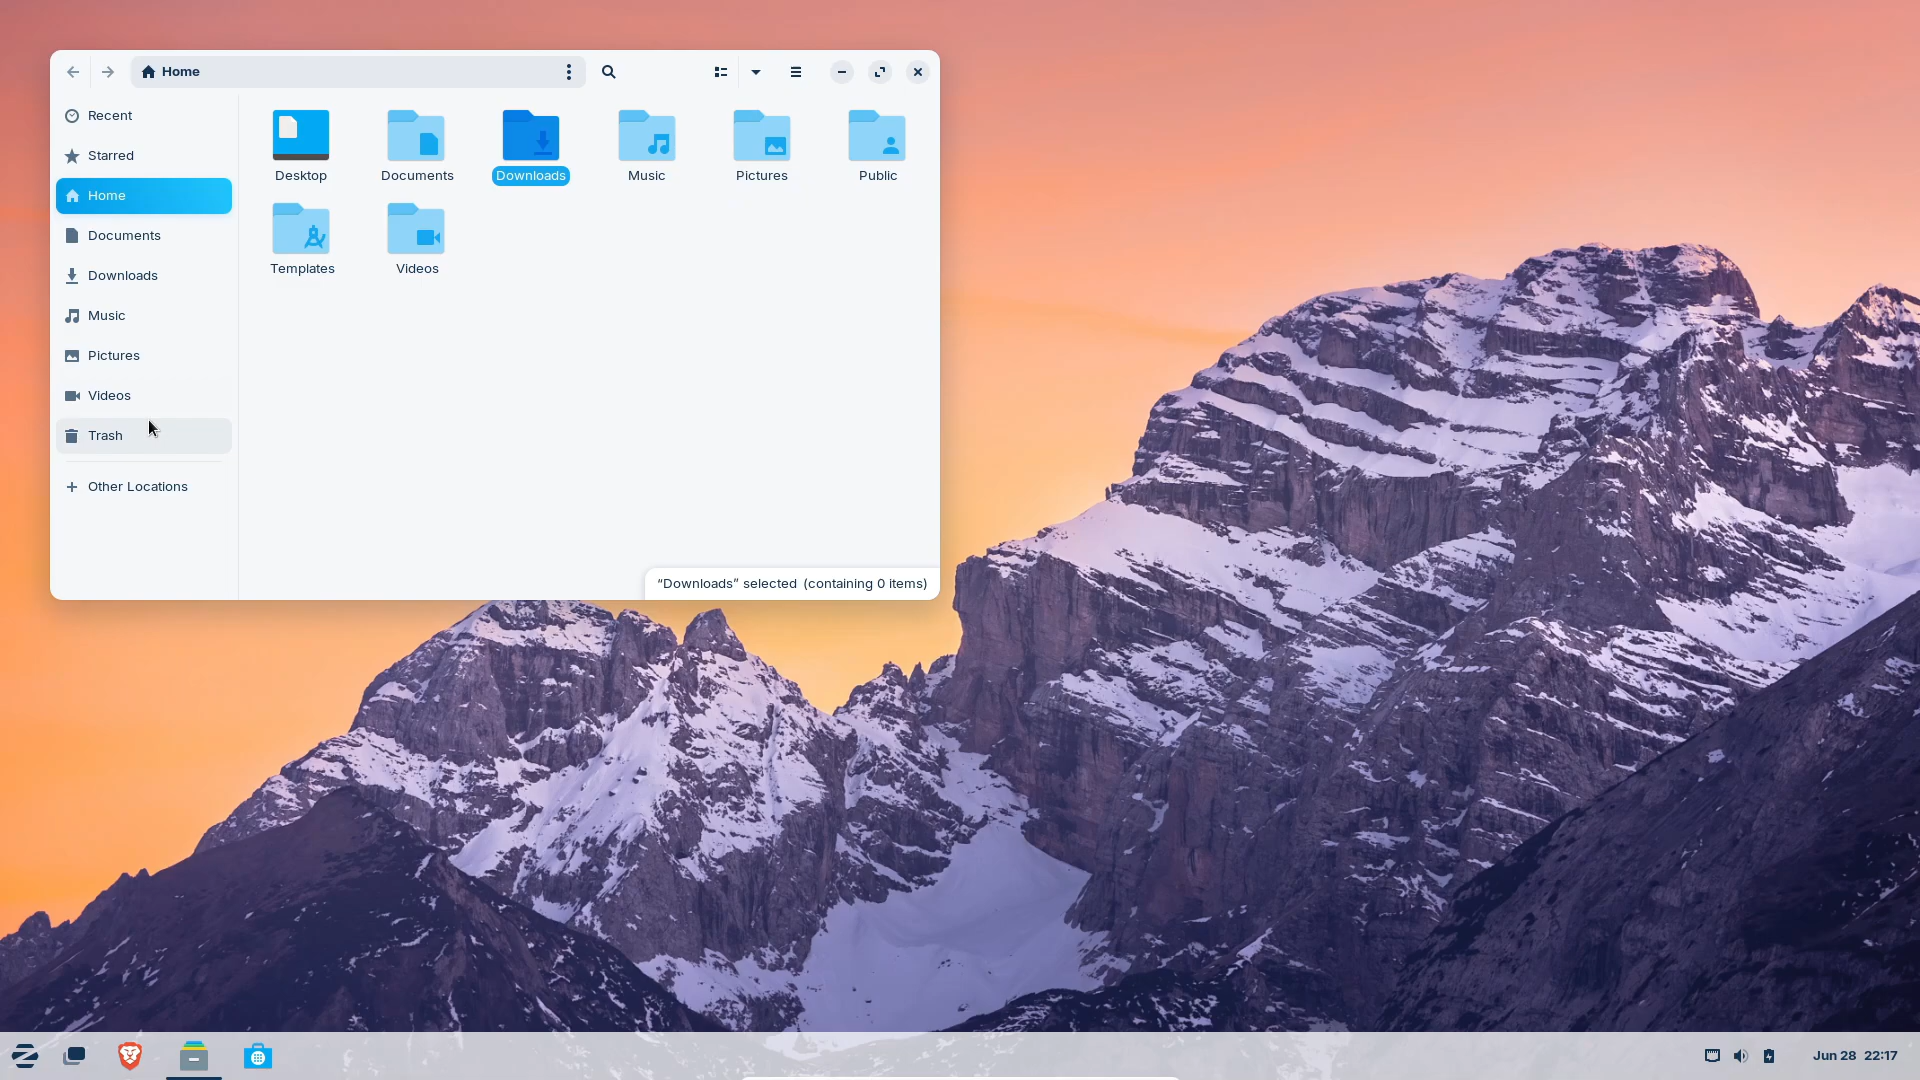 Home
Recent
Starred
Home
Documents
Downloads
Music
Pictures
Videos
Trash
Other Locations
Desktop
Documents
Downloads
Music
Pictures
Public
Templates
Videos
“Downloads” selected (containing 0 items)
Jun 28 22:17